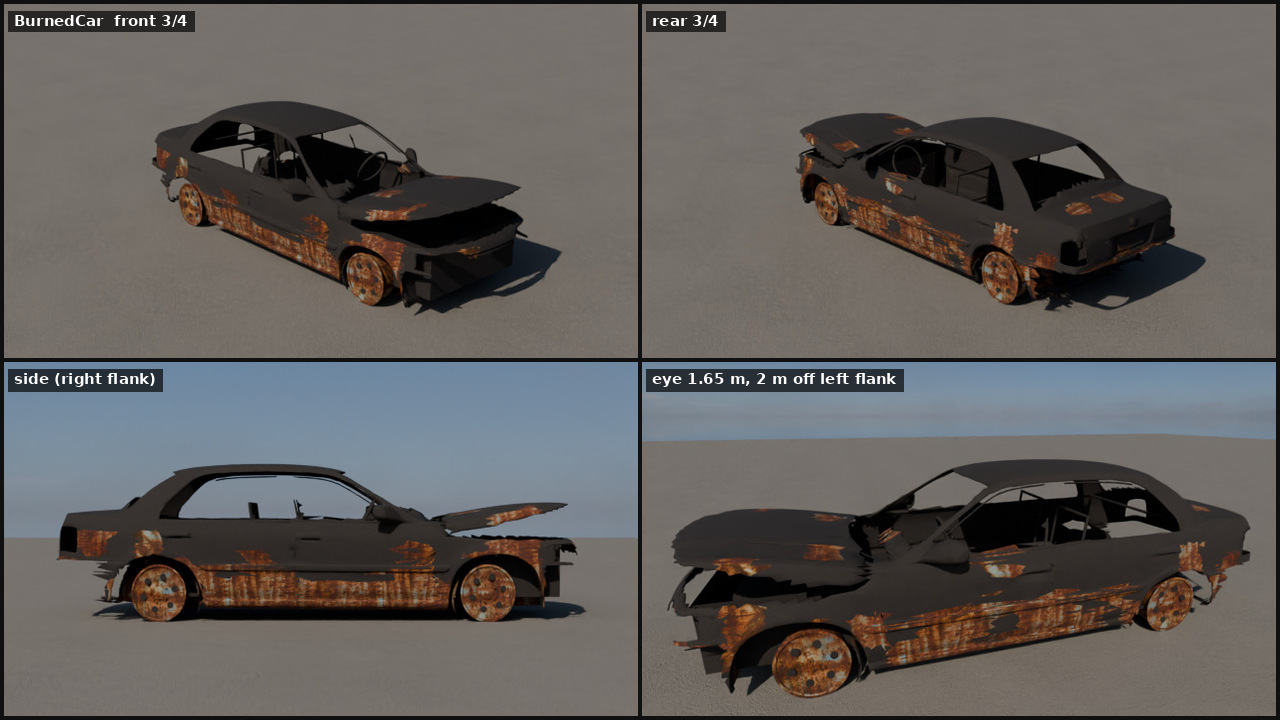 BurnedCar  front 3/4
rear 3/4
side (right flank)
eye 1.65 m, 2 m off left flank